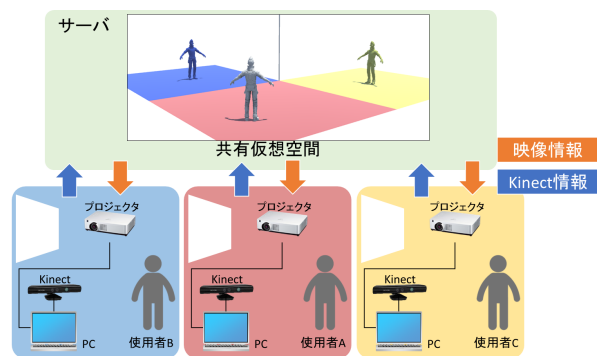 サーバ
共有仮想空間
映像情報
Kinect情報
プロジェクタ
Kinect
PC
使用者B
プロジェクタ
Kinect
PC
使用者A
プロジェクタ
Kinect
PC
使用者C